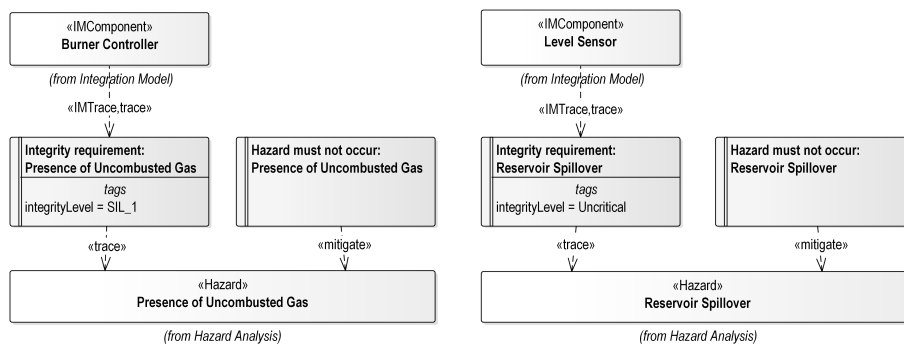 «IMComponent»
Burner Controller
(from Integration Model)
«IMTrace,trace»
Integrity requirement:
Presence of Uncombusted Gas
tags
integrityLevel = SIL_1
Hazard must not occur:
Presence of Uncombusted Gas
«trace»
«mitigate»
«Hazard»
Presence of Uncombusted Gas
(from Hazard Analysis)
«IMComponent»
Level Sensor
(from Integration Model)
«IMTrace,trace»
Integrity requirement:
Reservoir Spillover
tags
integrityLevel = Uncritical
Hazard must not occur:
Reservoir Spillover
«trace»
«mitigate»
«Hazard»
Reservoir Spillover
(from Hazard Analysis)